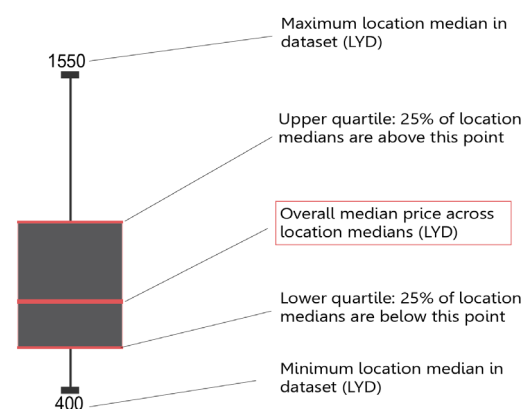 Maximum location median in
dataset (LYD)
1550
Upper quartile: 25% of location
medians are above this point
Overall median price across
location medians (LYD)
Lower quartile: 25% of location
medians are below this point
Minimum location median in
dataset (LYD)
400